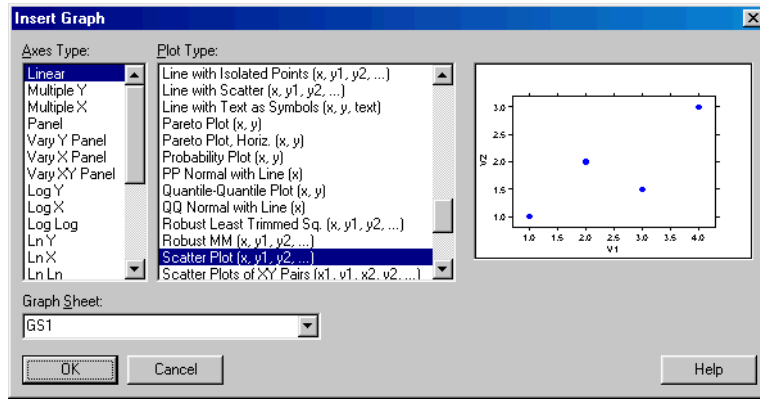 Insert Graph
Axes Type:
Linear
Multiple Y
Multiple X
Panel
Vary Y Panel
Vary X Panel
Vary XY Panel
Log Y
Log X
Log Log
Ln Y
Ln X
Ln Ln
Plot Type:
Line with Isolated Points (x, y1, y2, ...)
Line with Scatter (x, y1, y2, ...)
Line with Text as Symbols (x, y, text)
Pareto Plot (x, y)
Pareto Plot, Horiz. (x, y)
Probability Plot (x, y)
PP Normal with Line (x)
Quantile-Quantile Plot (x, y)
QQ Normal with Line (x)
Robust Least Trimmed Sq. (x, y1, y2, ...)
Robust MM (x, y1, y2, ...)
Scatter Plot (x, y1, y2, ...)
Scatter Plots of XY Pairs (x1, y1, x2, y2, ...)
3.0
2.5
2.0
1.5
1.0
V2
1.0 1.5 2.0 2.5 3.0 3.5 4.0
V1
Graph Sheet:
GS1
OK
Cancel
Help